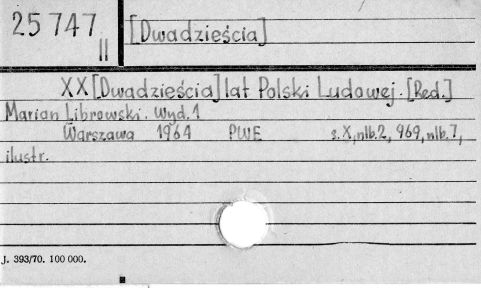 25 747
II
[Dwadzieścia]
XX [Dwadzieścia] lat Polski Ludowej. [Red.]
Marian Librowski. Wyd. 1
Warszawa 1964 PWE s. X, nlb. 2, 969, nlb. 7,
ilustr.
J. 393/70. 100 000.